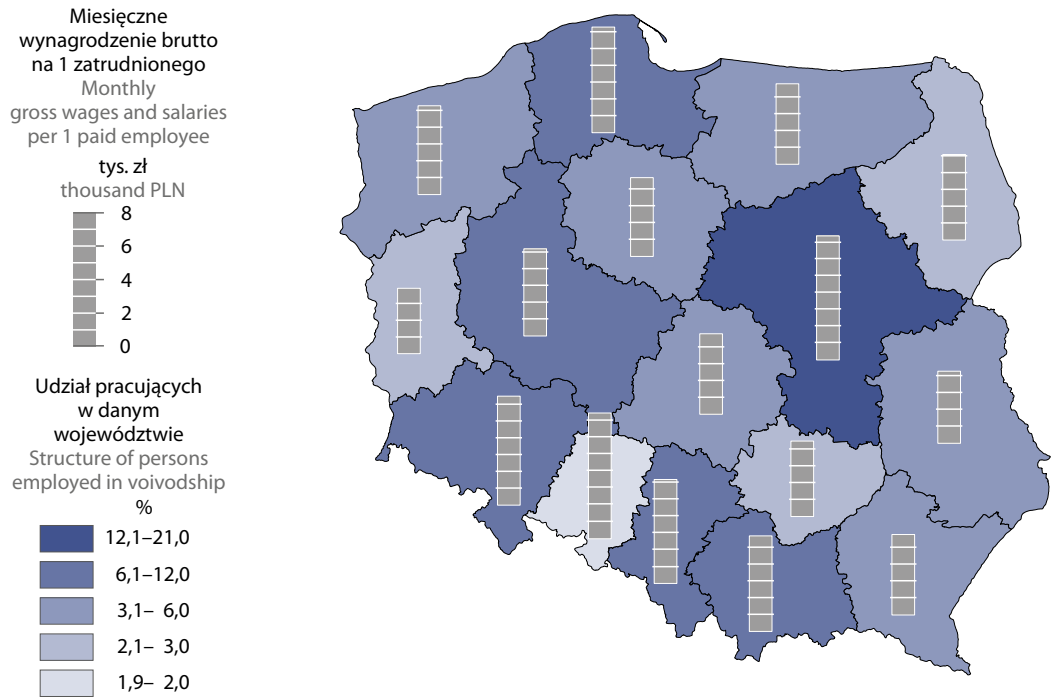 Miesięczne
wynagrodzenie brutto
na 1 zatrudnionego
Monthly
gross wages and salaries
per 1 paid employee
tys. zł
thousand PLN
8
6
4
2
0
Udział pracujących
w danym
województwie
Structure of persons
employed in voivodship
%
12,1–21,0
6,1–12,0
3,1– 6,0
2,1– 3,0
1,9– 2,0